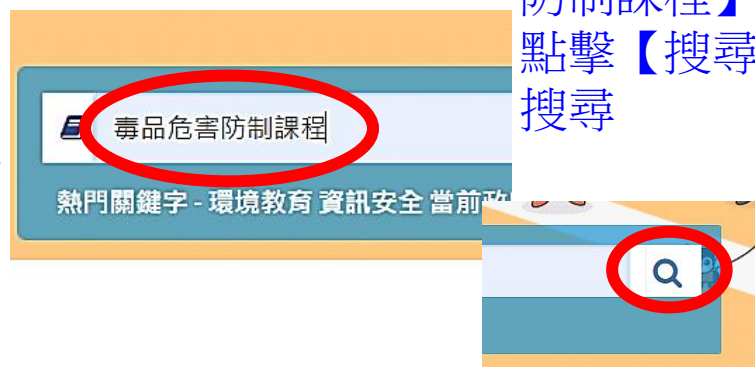 防制課程】
點擊【搜尋
搜尋
毒品危害防制課程
熱門關鍵字 - 環境教育 資訊安全 當前政